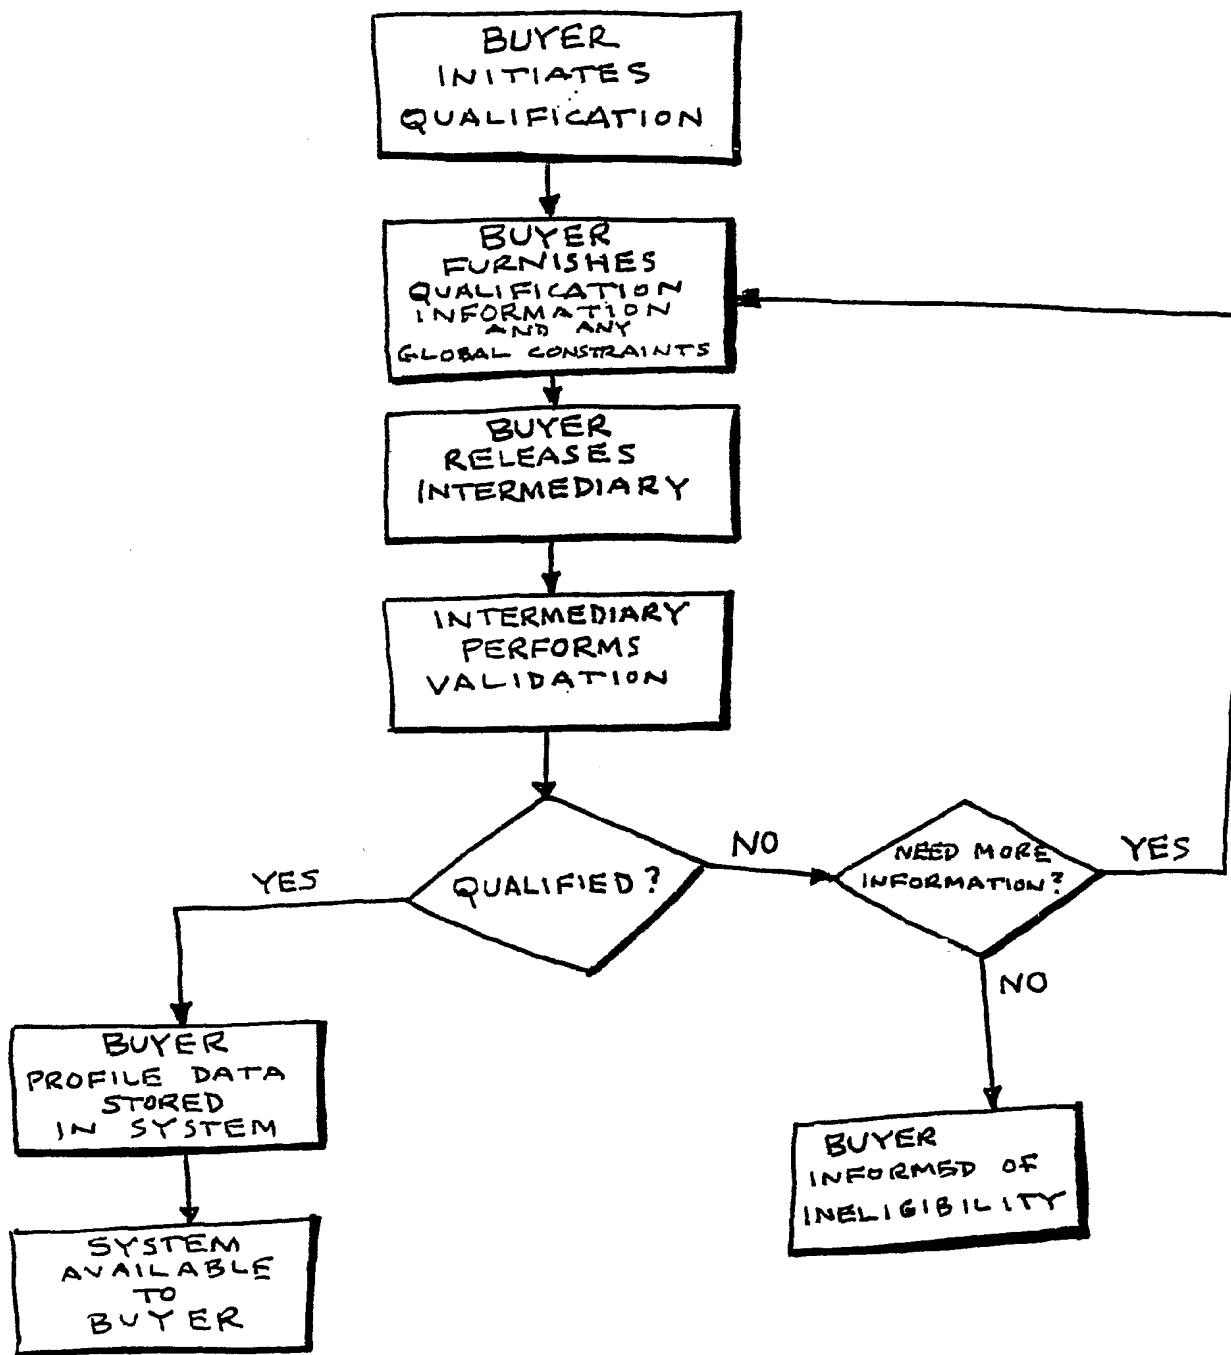 BUYER
INITIATES
QUALIFICATION
BUYER
FURNISHES
QUALIFICATION
INFORMATION
AND ANY
GLOBAL CONSTRAINTS
BUYER
RELEASES
INTERMEDIARY
INTERMEDIARY
PERFORMS
VALIDATION
QUALIFIED?
YES
NO
NEED MORE
INFORMATION?
YES
NO
BUYER
PROFILE DATA
STORED
IN SYSTEM
SYSTEM
AVAILABLE
TO
BUYER
BUYER
INFORMED OF
INELIGIBILITY